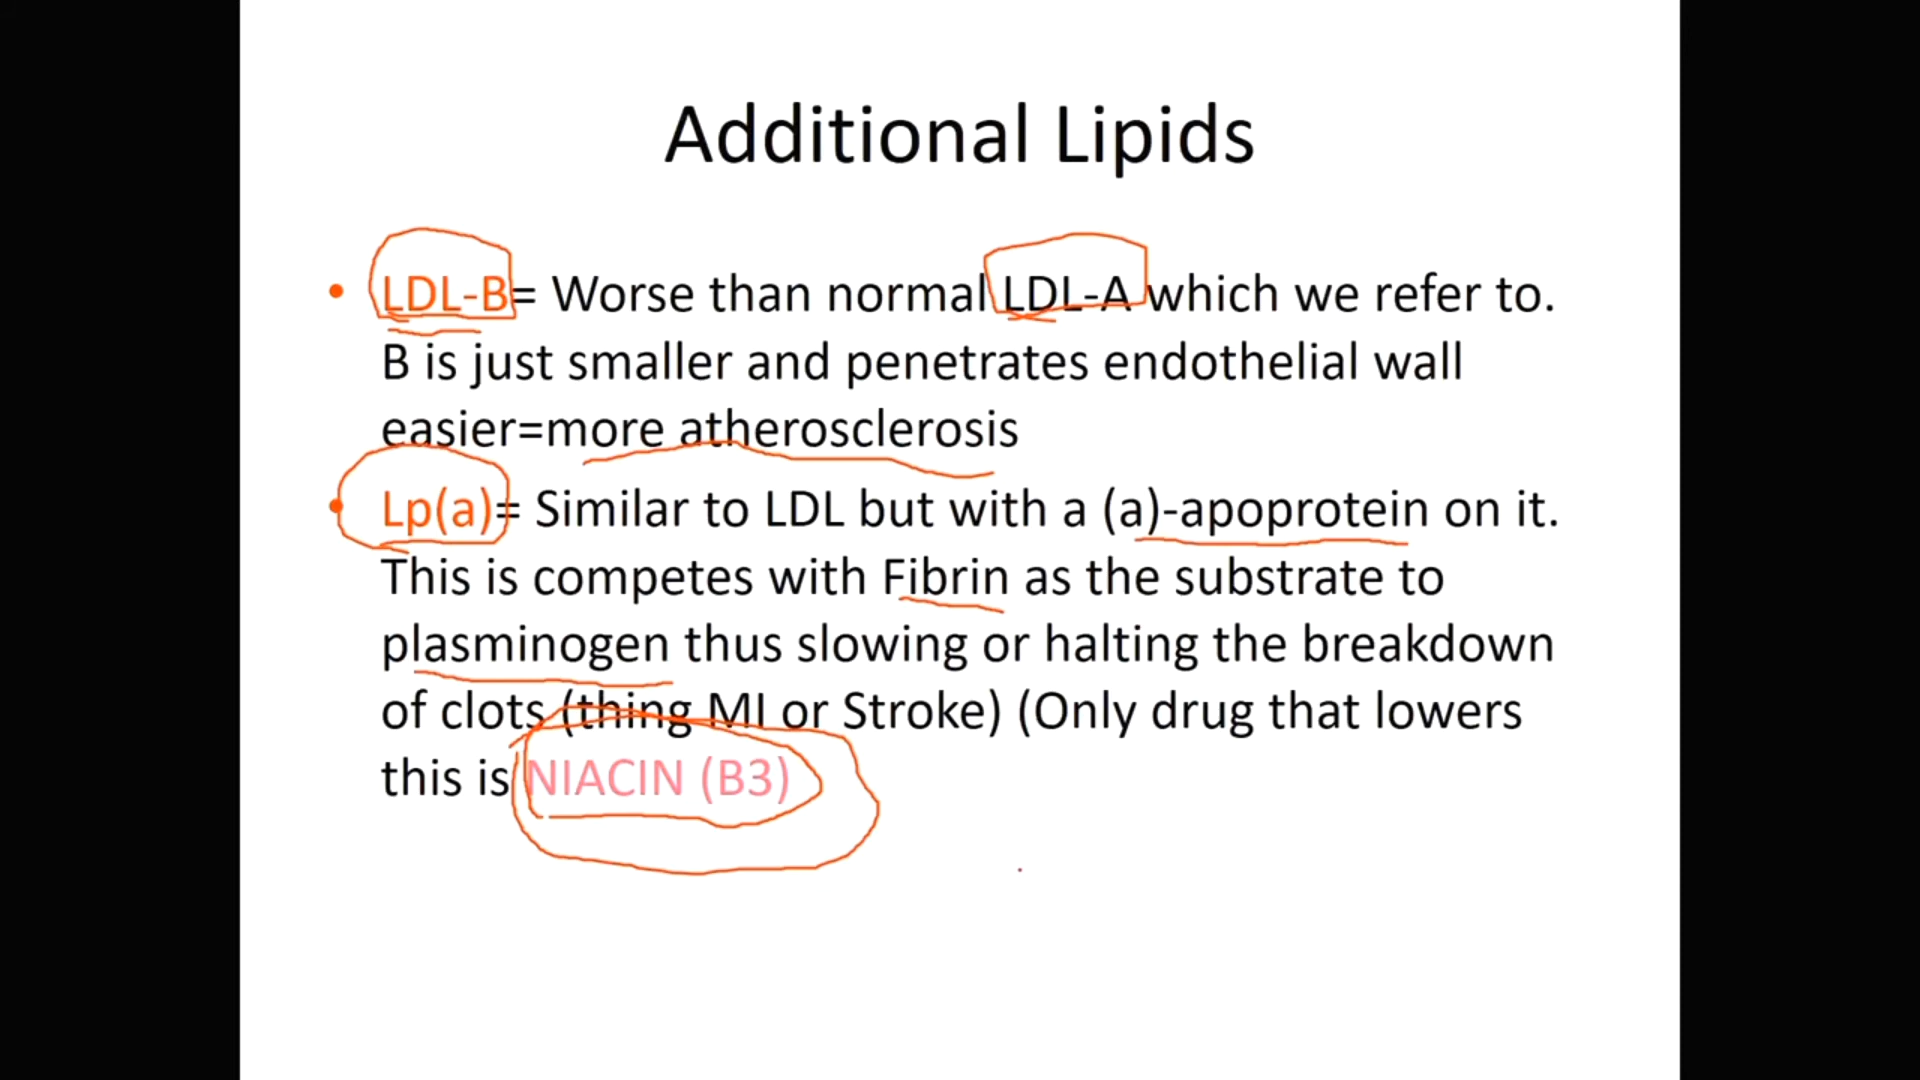 Additional Lipids
• LDL-B= Worse than normal LDL-A which we refer to.
B is just smaller and penetrates endothelial wall
easier=more atherosclerosis
• Lp(a)= Similar to LDL but with a (a)-apoprotein on it.
This is competes with Fibrin as the substrate to
plasminogen thus slowing or halting the breakdown
of clots (thing MI or Stroke) (Only drug that lowers
this is NIACIN (B3)